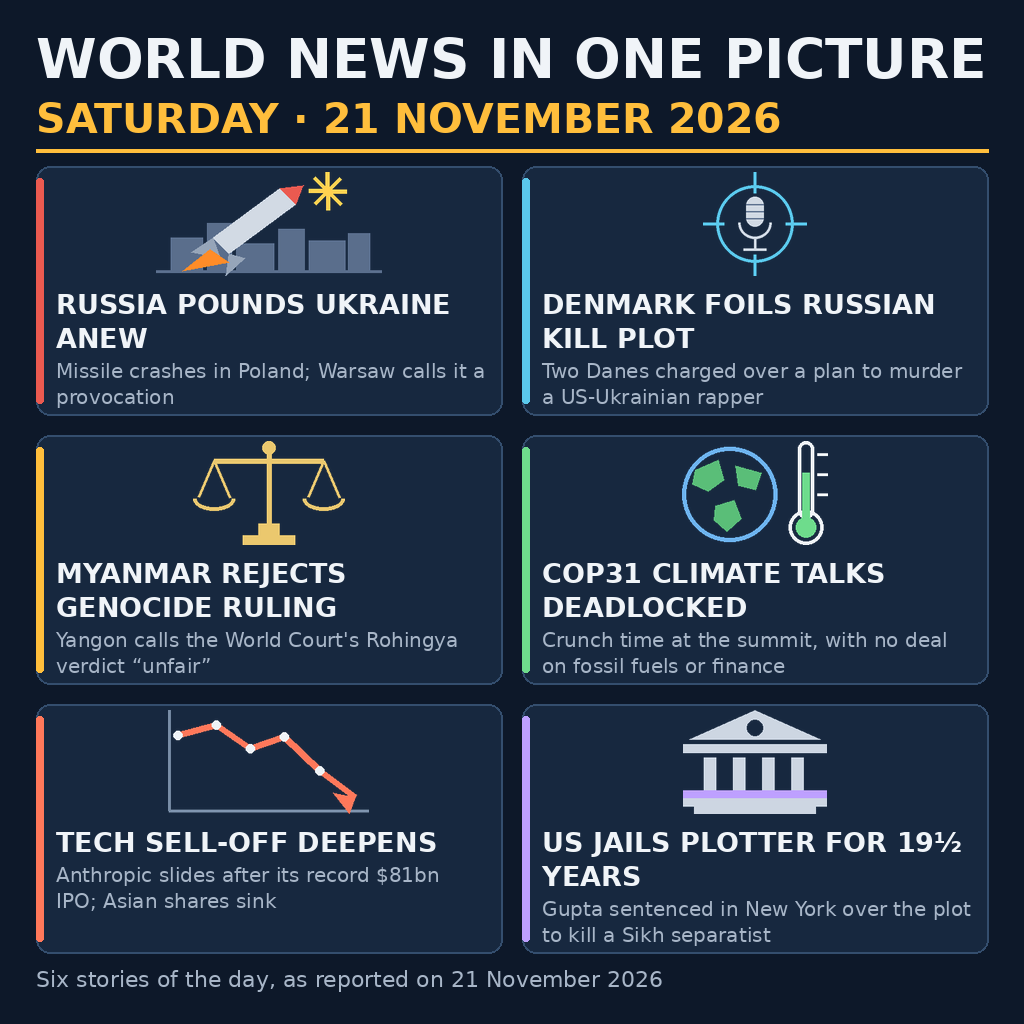 WORLD NEWS IN ONE PICTURE
SATURDAY · 21 NOVEMBER 2026
RUSSIA POUNDS UKRAINE
ANEW
Missile crashes in Poland; Warsaw calls it a
provocation
DENMARK FOILS RUSSIAN
KILL PLOT
Two Danes charged over a plan to murder
a US-Ukrainian rapper
MYANMAR REJECTS
GENOCIDE RULING
Yangon calls the World Court's Rohingya
verdict “unfair”
COP31 CLIMATE TALKS
DEADLOCKED
Crunch time at the summit, with no deal
on fossil fuels or finance
TECH SELL-OFF DEEPENS
Anthropic slides after its record $81bn
IPO; Asian shares sink
US JAILS PLOTTER FOR 19½
YEARS
Gupta sentenced in New York over the plot
to kill a Sikh separatist
Six stories of the day, as reported on 21 November 2026